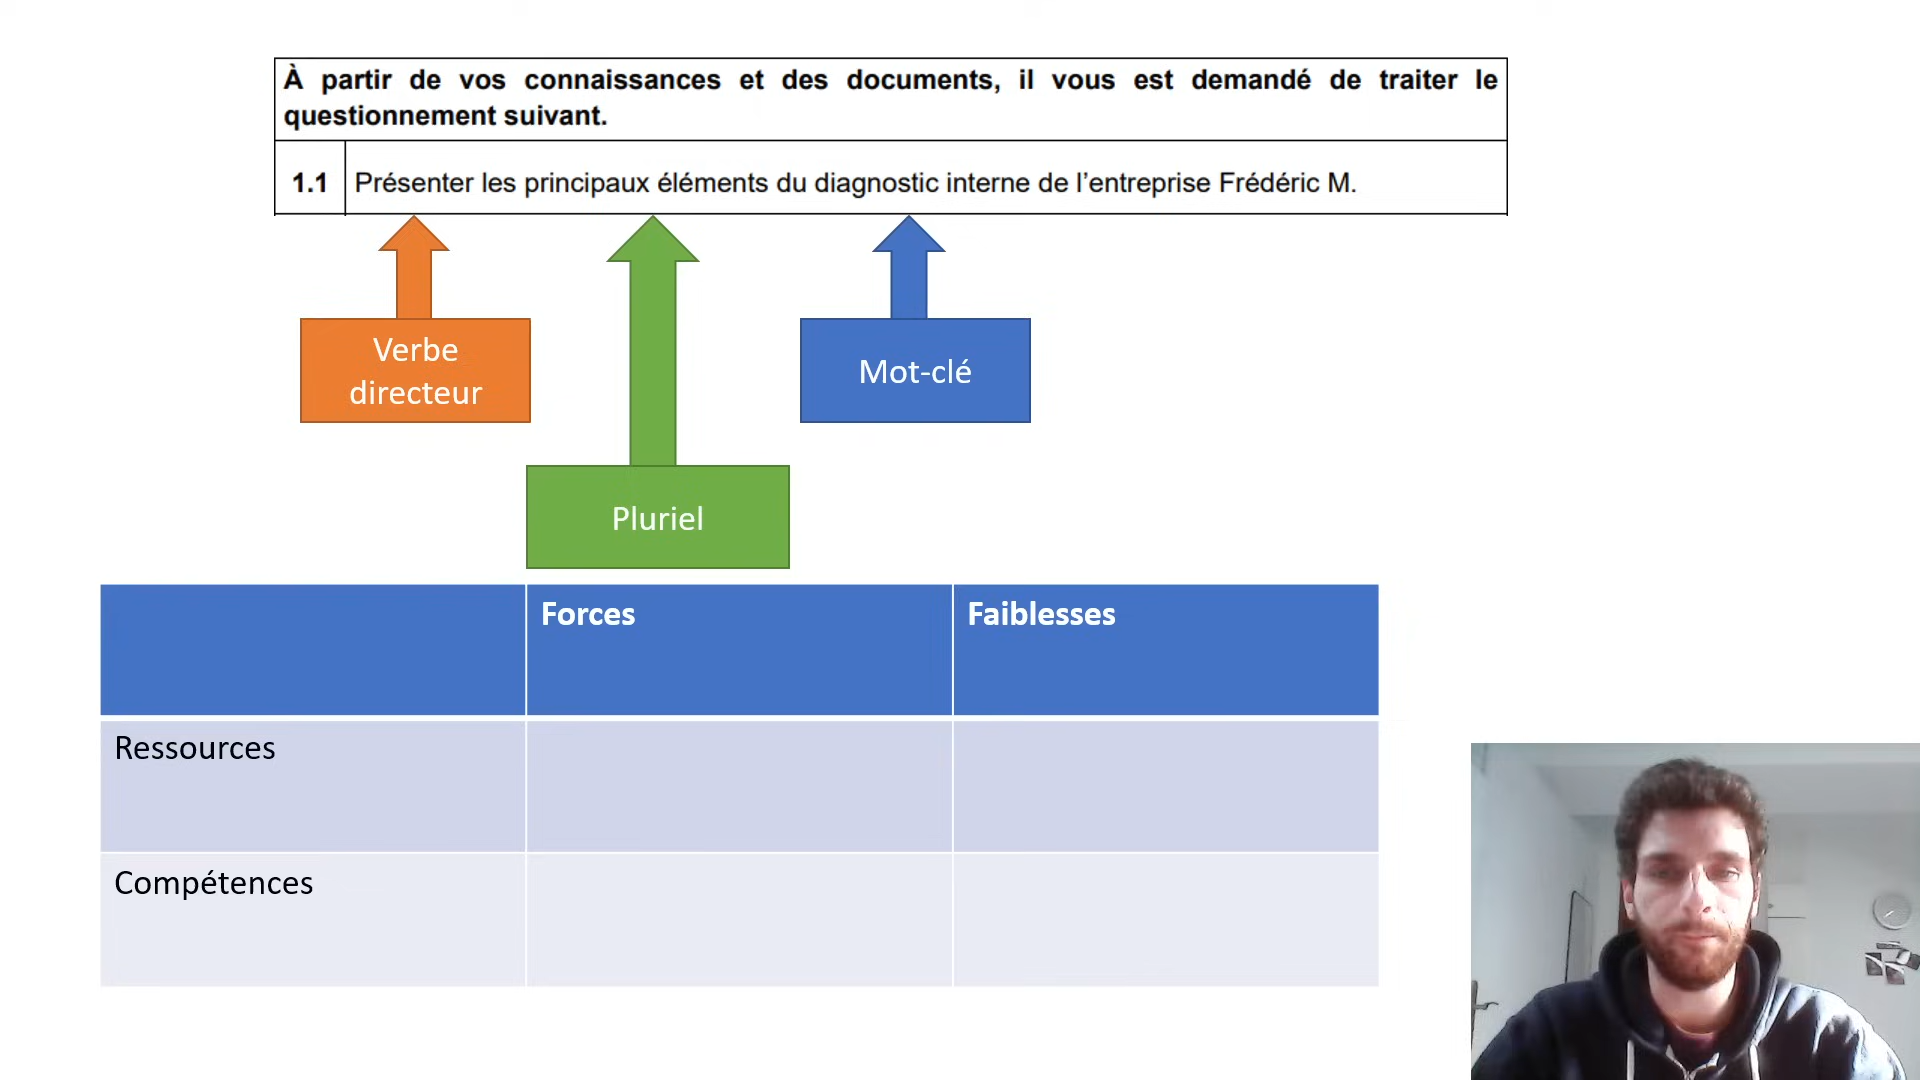 À partir de vos connaissances et des documents, il vous est demandé de traiter le
questionnement suivant.
1.1 Présenter les principaux éléments du diagnostic interne de l'entreprise Frédéric M.
Verbe
directeur
Mot-clé
Pluriel
Forces Faiblesses
Ressources
Compétences